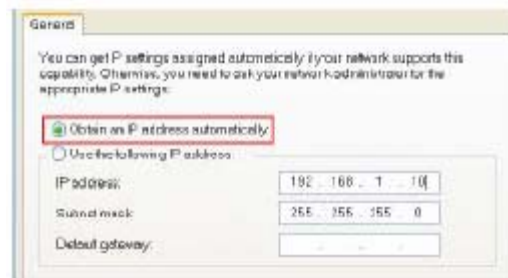 General
You can get IP settings assigned automatically if your network supports this
capability. Otherwise, you need to ask your network administrator for the
appropriate IP settings.
Obtain an IP address automatically
Use the following IP address
IP address: 192 . 168 . 1 . 10
Subnet mask: 255 . 255 . 255 . 0
Default gateway: . . .